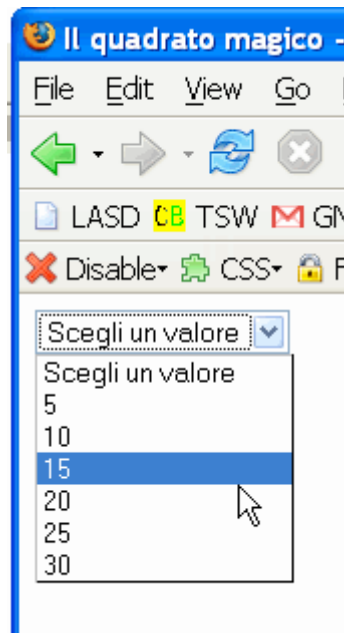 Il quadrato magico -
File Edit View Go
LASD CB TSW GN
Disable CSS F
Scegli un valore
Scegli un valore
5
10
15
20
25
30